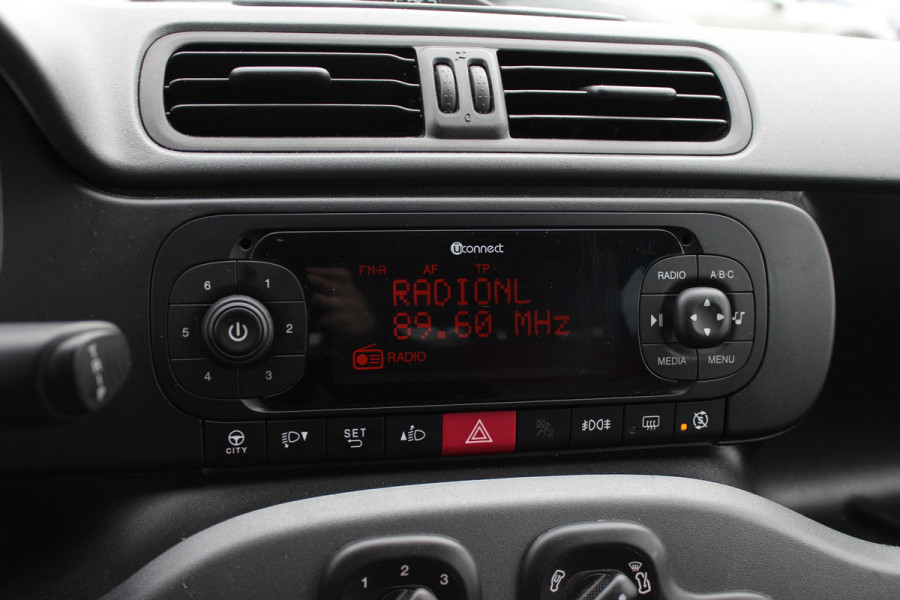 0
uconnect
FM-A AF TP
RADIONL
89.60 MHz
RADIO
6 1
5 2
4 3
RADIO A·B·C
MEDIA MENU
CITY
SET
1 2 3